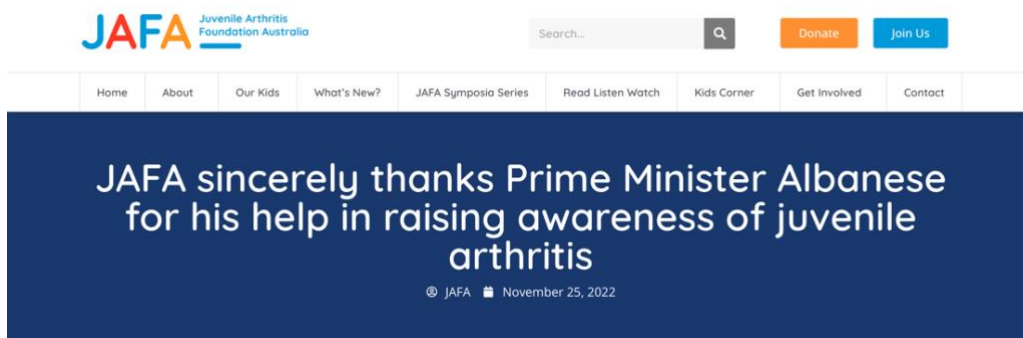 JAFA
Juvenile Arthritis
Foundation Australia
Search...
Donate
Join Us
Home
About
Our Kids
What's New?
JAFA Symposia Series
Read Listen Watch
Kids Corner
Get Involved
Contact
JAFA sincerely thanks Prime Minister Albanese
for his help in raising awareness of juvenile
arthritis
JAFA November 25, 2022